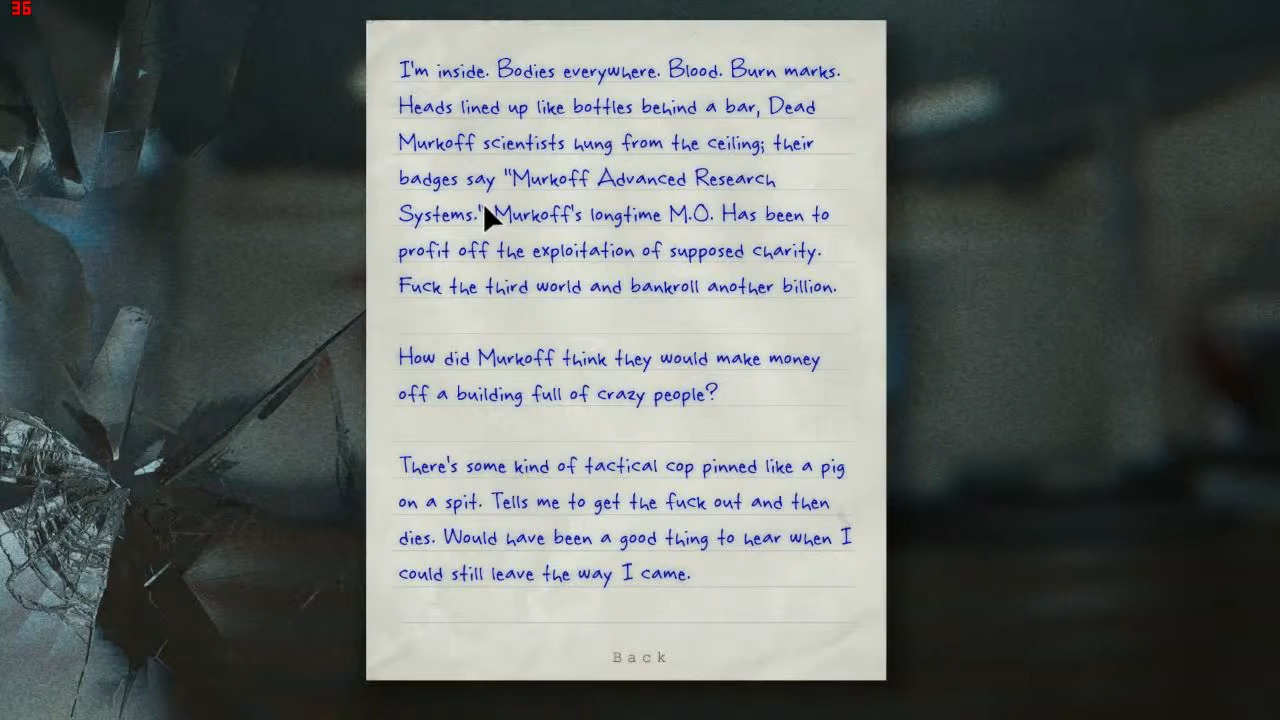 36
I'm inside. Bodies everywhere. Blood. Burn marks.
Heads lined up like bottles behind a bar, Dead
Murkoff scientists hung from the ceiling; their
badges say "Murkoff Advanced Research
Systems." Murkoff's longtime M.O. Has been to
profit off the exploitation of supposed charity.
Fuck the third world and bankroll another billion.
How did Murkoff think they would make money
off a building full of crazy people?
There's some kind of tactical cop pinned like a pig
on a spit. Tells me to get the fuck out and then
dies. Would have been a good thing to hear when I
could still leave the way I came.
Back